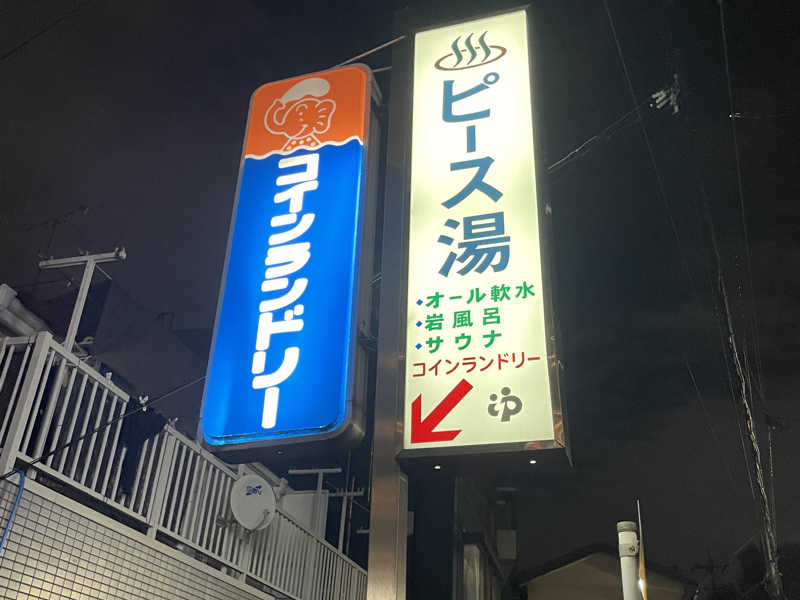 コインランドリー
ピース湯
オール軟水
岩風呂
サウナ
コインランドリー
ゆ